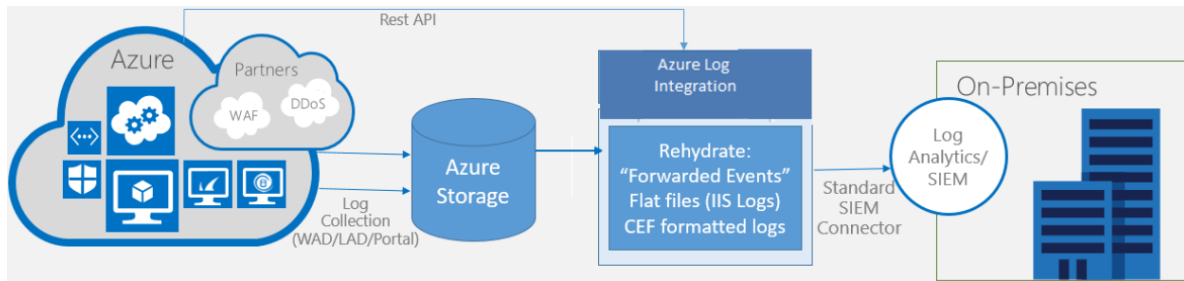 Rest API
Azure
Partners
WAF
DDoS
Log
Collection
(WAD/LAD/Portal)
Azure
Storage
Azure Log
Integration
Rehydrate:
“Forwarded Events”
Flat files (IIS Logs)
CEF formatted logs
Standard
SIEM
Connector
Log
Analytics/
SIEM
On-Premises